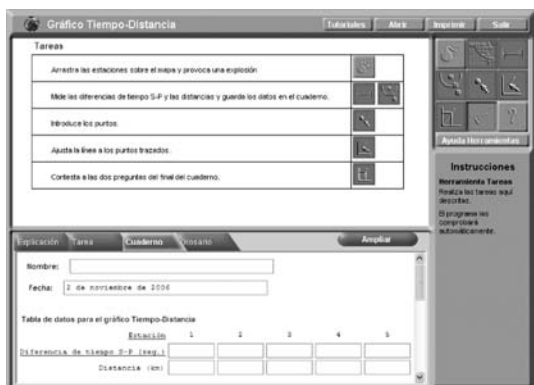 Gráfico Tiempo-Distancia
Tutoriales Abrir Imprimir Salir
Tareas
Arrastra las estaciones sobre el mapa y provoca una explosión
Mide las diferencias de tiempo S-P y las distancias y guarda los datos en el cuaderno.
Introduce los puntos.
Ajusta la línea a los puntos trazados.
Contesta a las dos preguntas del final del cuaderno.
Ayuda Herramientas
Instrucciones
Herramienta Tareas
Realiza las tareas aquí
descritas.
El programa las
comprobará
automáticamente.
Explicación Tarea Cuaderno Glosario Ampliar
Nombre:
Fecha: 2 de noviembre de 2006
Tabla de datos para el gráfico Tiempo-Distancia
Estación 1 2 3 4 5
Diferencia de tiempo S-P (seg.)
Distancia (km)